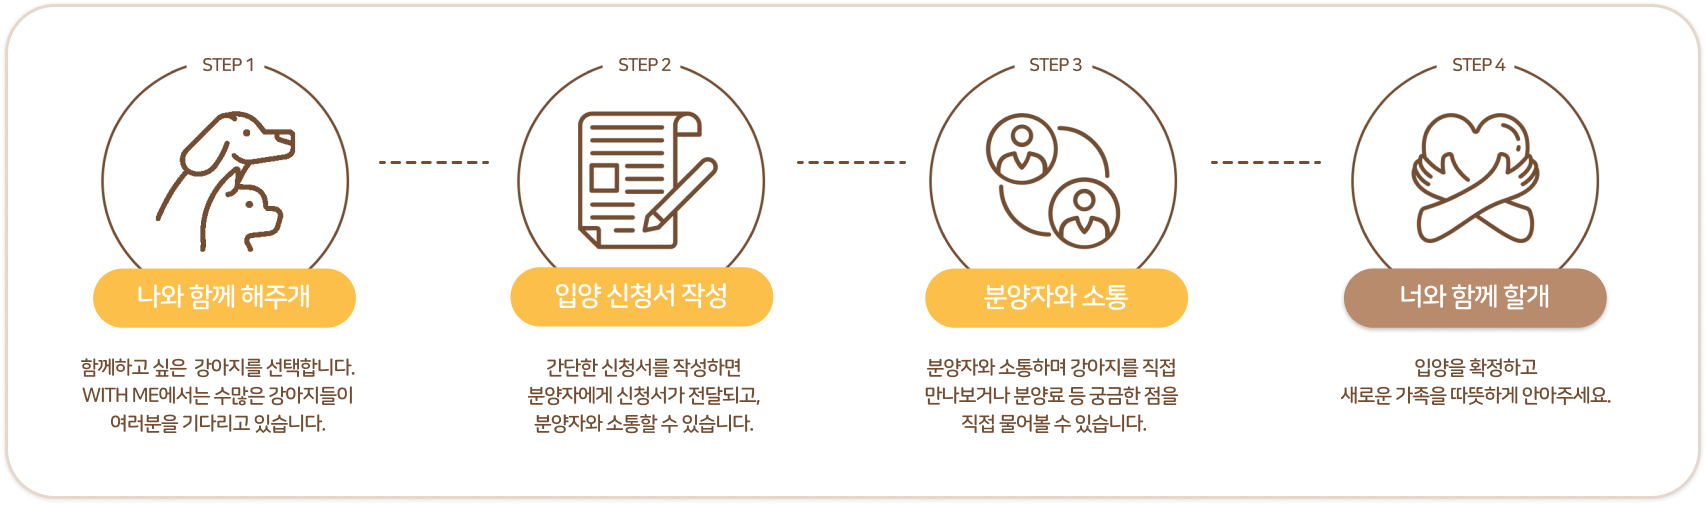 STEP 1
나와 함께 해주개
함께하고 싶은 강아지를 선택합니다.
WITH ME에서는 수많은 강아지들이
여러분을 기다리고 있습니다.
STEP 2
입양 신청서 작성
간단한 신청서를 작성하면
분양자에게 신청서가 전달되고,
분양자와 소통할 수 있습니다.
STEP 3
분양자와 소통
분양자와 소통하며 강아지를 직접
만나보거나 분양료 등 궁금한 점을
직접 물어볼 수 있습니다.
STEP 4
너와 함께 할개
입양을 확정하고
새로운 가족을 따뜻하게 안아주세요.